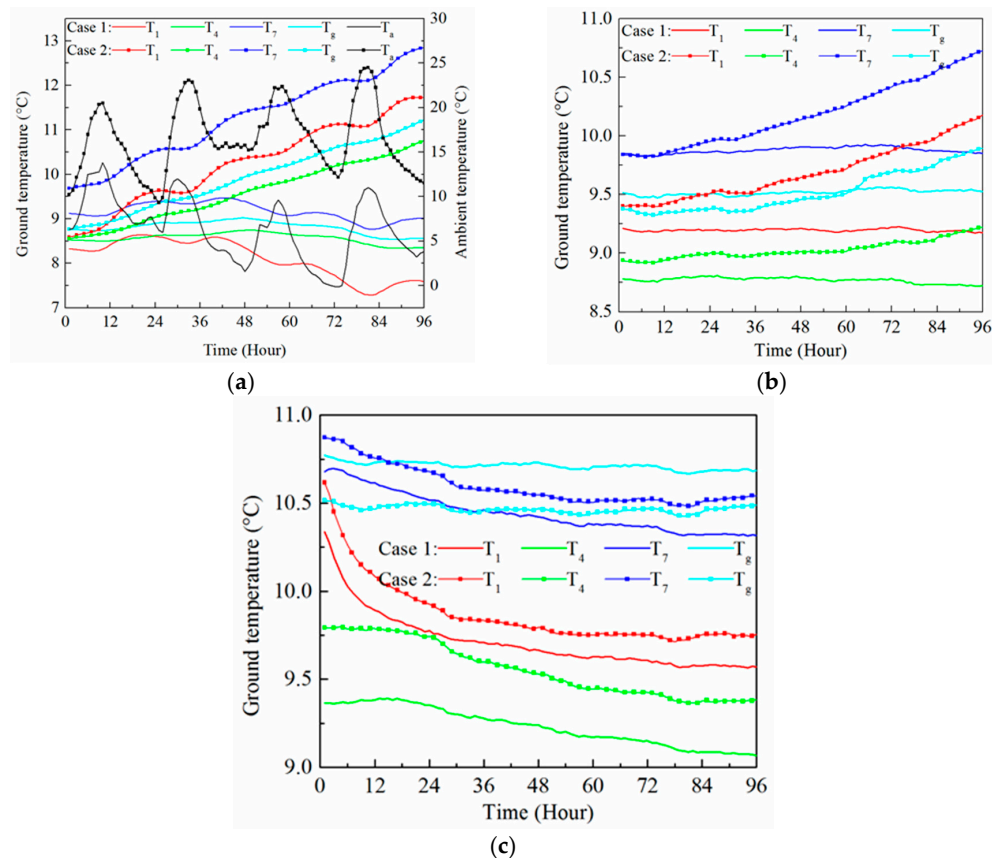 Case 1: T1 T4 T7 Tg Ta
Case 2: T1 T4 T7 Tg Ta
13
12
11
10
9
8
7
30
25
20
15
10
5
0
Ground temperature (°C)
Ambient temperature (°C)
0 12 24 36 48 60 72 84 96
Time (Hour)
(a)
Case 1: T1 T4 T7 Tg
Case 2: T1 T4 T7 Tg
11.0
10.5
10.0
9.5
9.0
8.5
Ground temperature (°C)
0 12 24 36 48 60 72 84 96
Time (Hour)
(b)
11.0
10.5
10.0
9.5
9.0
Ground temperature (°C)
Case 1: T1 T4 T7 Tg
Case 2: T1 T4 T7 Tg
0 12 24 36 48 60 72 84 96
Time (Hour)
(c)